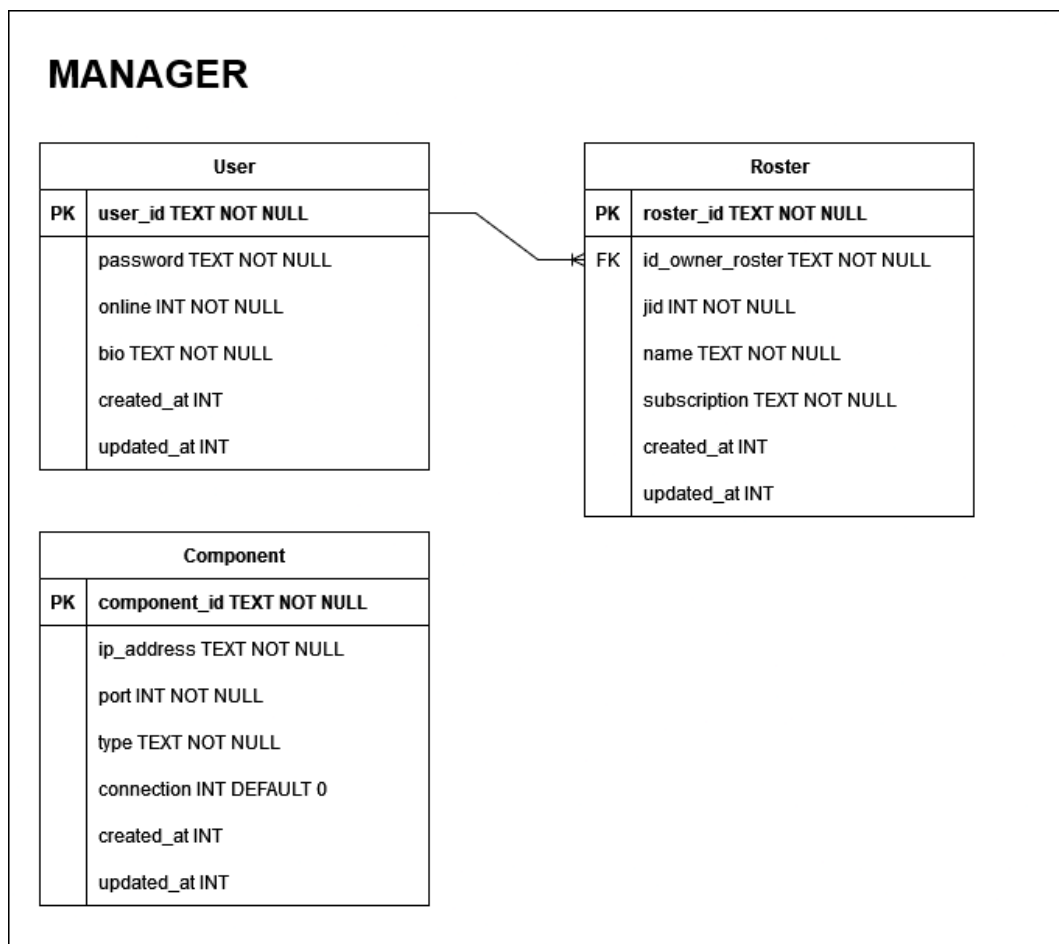 MANAGER
User
PK user_id TEXT NOT NULL
password TEXT NOT NULL
online INT NOT NULL
bio TEXT NOT NULL
created_at INT
updated_at INT
Roster
PK roster_id TEXT NOT NULL
FK id_owner_roster TEXT NOT NULL
jid INT NOT NULL
name TEXT NOT NULL
subscription TEXT NOT NULL
created_at INT
updated_at INT
Component
PK component_id TEXT NOT NULL
ip_address TEXT NOT NULL
port INT NOT NULL
type TEXT NOT NULL
connection INT DEFAULT 0
created_at INT
updated_at INT